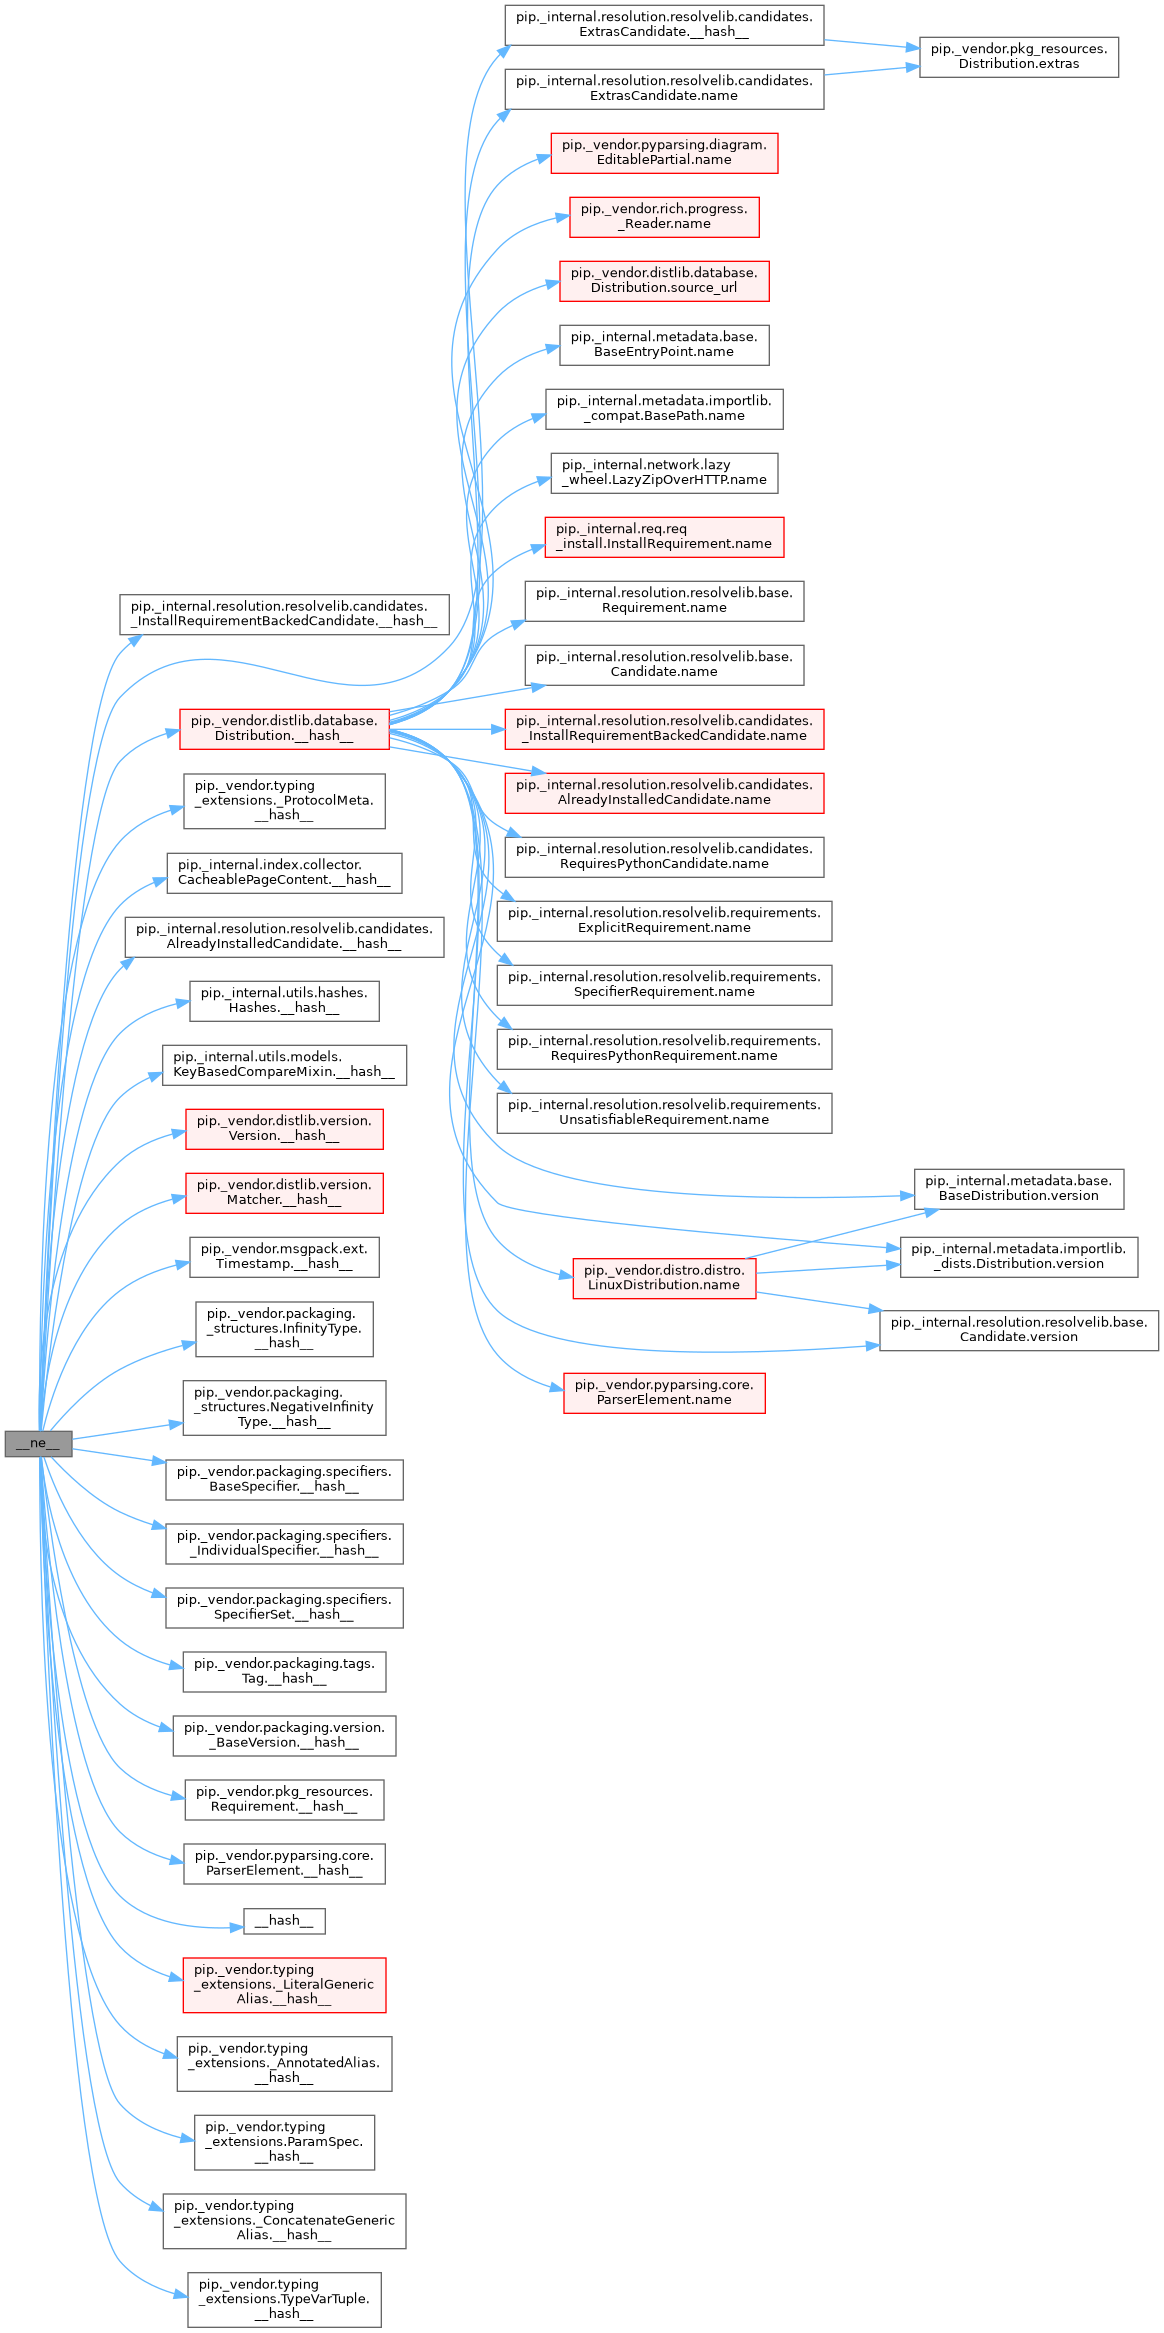 pip._internal.resolution.resolvelib.candidates.
ExtrasCandidate.__hash__
pip._vendor.pkg_resources.
Distribution.extras
pip._internal.resolution.resolvelib.candidates.
ExtrasCandidate.name
pip._vendor.pyparsing.diagram.
EditablePartial.name
pip._vendor.rich.progress.
_Reader.name
pip._vendor.distlib.database.
Distribution.source_url
pip._internal.metadata.base.
BaseEntryPoint.name
pip._internal.metadata.importlib.
_compat.BasePath.name
pip._internal.network.lazy
_wheel.LazyZipOverHTTP.name
pip._internal.req.req
_install.InstallRequirement.name
pip._internal.resolution.resolvelib.base.
Requirement.name
pip._internal.resolution.resolvelib.candidates.
_InstallRequirementBackedCandidate.__hash__
pip._internal.resolution.resolvelib.base.
Candidate.name
pip._vendor.distlib.database.
Distribution.__hash__
pip._internal.resolution.resolvelib.candidates.
_InstallRequirementBackedCandidate.name
pip._vendor.typing
_extensions._ProtocolMeta.
__hash__
pip._internal.resolution.resolvelib.candidates.
AlreadyInstalledCandidate.name
pip._internal.index.collector.
CacheablePageContent.__hash__
pip._internal.resolution.resolvelib.candidates.
RequiresPythonCandidate.name
pip._internal.resolution.resolvelib.candidates.
AlreadyInstalledCandidate.__hash__
pip._internal.resolution.resolvelib.requirements.
ExplicitRequirement.name
pip._internal.utils.hashes.
Hashes.__hash__
pip._internal.resolution.resolvelib.requirements.
SpecifierRequirement.name
pip._internal.utils.models.
KeyBasedCompareMixin.__hash__
pip._internal.resolution.resolvelib.requirements.
RequiresPythonRequirement.name
pip._vendor.distlib.version.
Version.__hash__
pip._internal.resolution.resolvelib.requirements.
UnsatisfiableRequirement.name
pip._vendor.distlib.version.
Matcher.__hash__
pip._internal.metadata.base.
BaseDistribution.version
pip._vendor.msgpack.ext.
Timestamp.__hash__
pip._internal.metadata.importlib.
_dists.Distribution.version
pip._vendor.distro.distro.
LinuxDistribution.name
pip._vendor.packaging.
_structures.InfinityType.
__hash__
pip._internal.resolution.resolvelib.base.
Candidate.version
pip._vendor.pyparsing.core.
ParserElement.name
pip._vendor.packaging.
_structures.NegativeInfinity
Type.__hash__
__ne__
pip._vendor.packaging.specifiers.
BaseSpecifier.__hash__
pip._vendor.packaging.specifiers.
_IndividualSpecifier.__hash__
pip._vendor.packaging.specifiers.
SpecifierSet.__hash__
pip._vendor.packaging.tags.
Tag.__hash__
pip._vendor.packaging.version.
_BaseVersion.__hash__
pip._vendor.pkg_resources.
Requirement.__hash__
pip._vendor.pyparsing.core.
ParserElement.__hash__
__hash__
pip._vendor.typing
_extensions._LiteralGeneric
Alias.__hash__
pip._vendor.typing
_extensions._AnnotatedAlias.
__hash__
pip._vendor.typing
_extensions.ParamSpec.
__hash__
pip._vendor.typing
_extensions._ConcatenateGeneric
Alias.__hash__
pip._vendor.typing
_extensions.TypeVarTuple.
__hash__